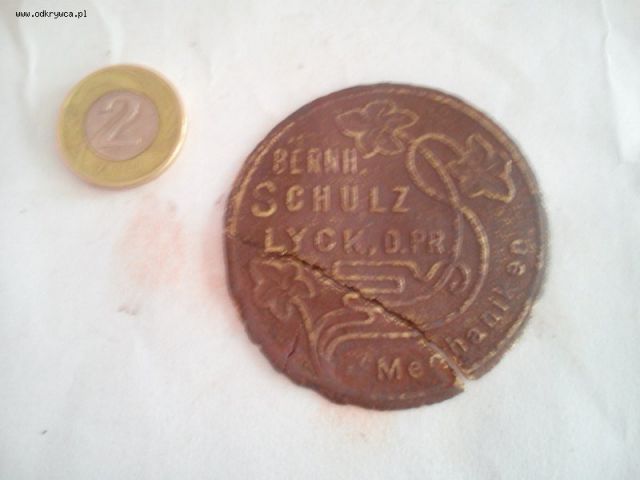 www.odkrywca.pl
2
BERNH.
SCHULZ
LYCK, O.PR.
Mechaniker.